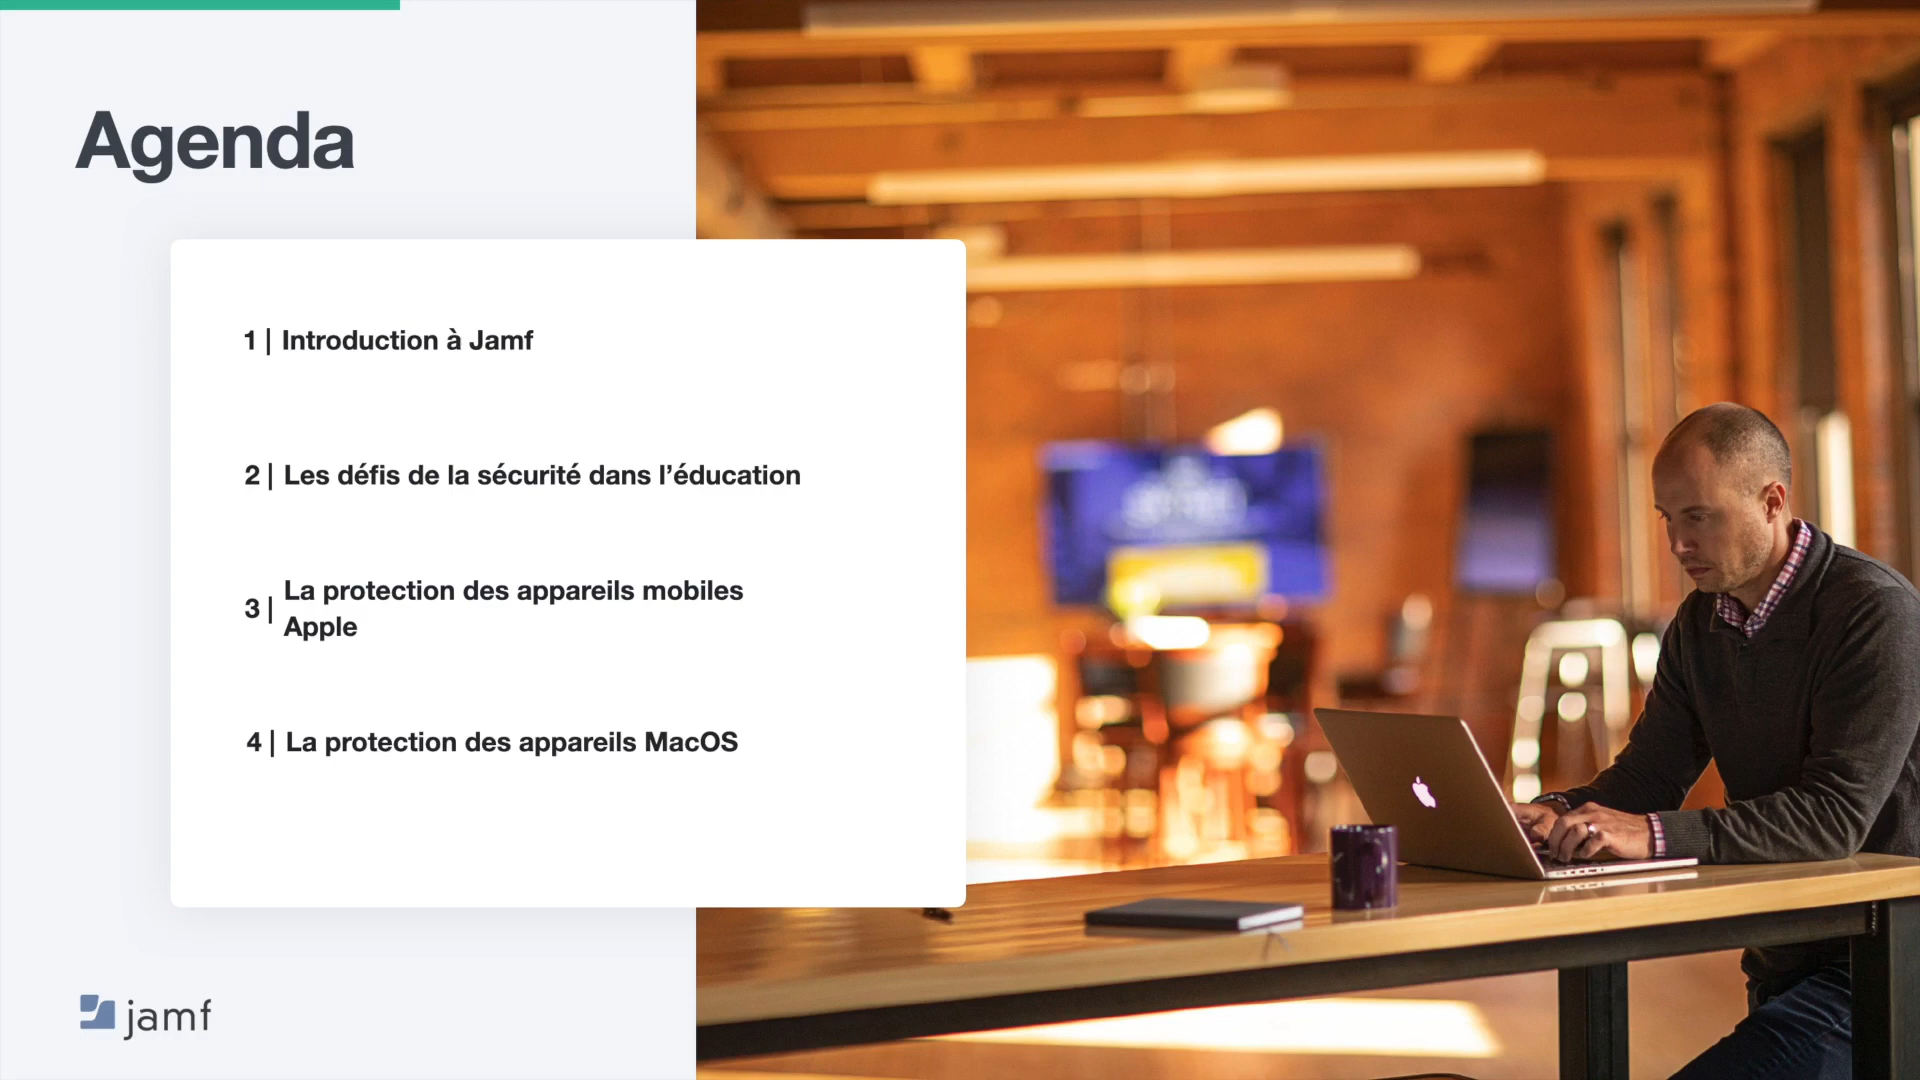 Agenda
1 | Introduction à Jamf
2 | Les défis de la sécurité dans l’éducation
3 | La protection des appareils mobiles
Apple
4 | La protection des appareils MacOS
jamf